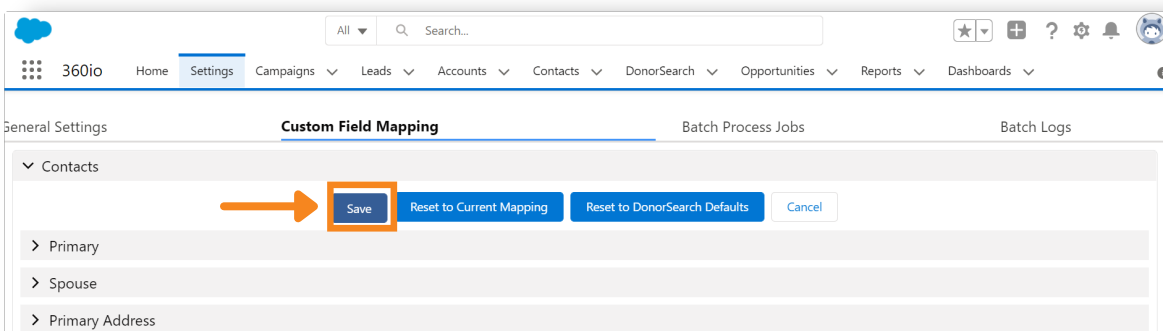 All Search...
360io Home Settings Campaigns Leads Accounts Contacts DonorSearch Opportunities Reports Dashboards
General Settings Custom Field Mapping Batch Process Jobs Batch Logs
Contacts
Save Reset to Current Mapping Reset to DonorSearch Defaults Cancel
Primary
Spouse
Primary Address